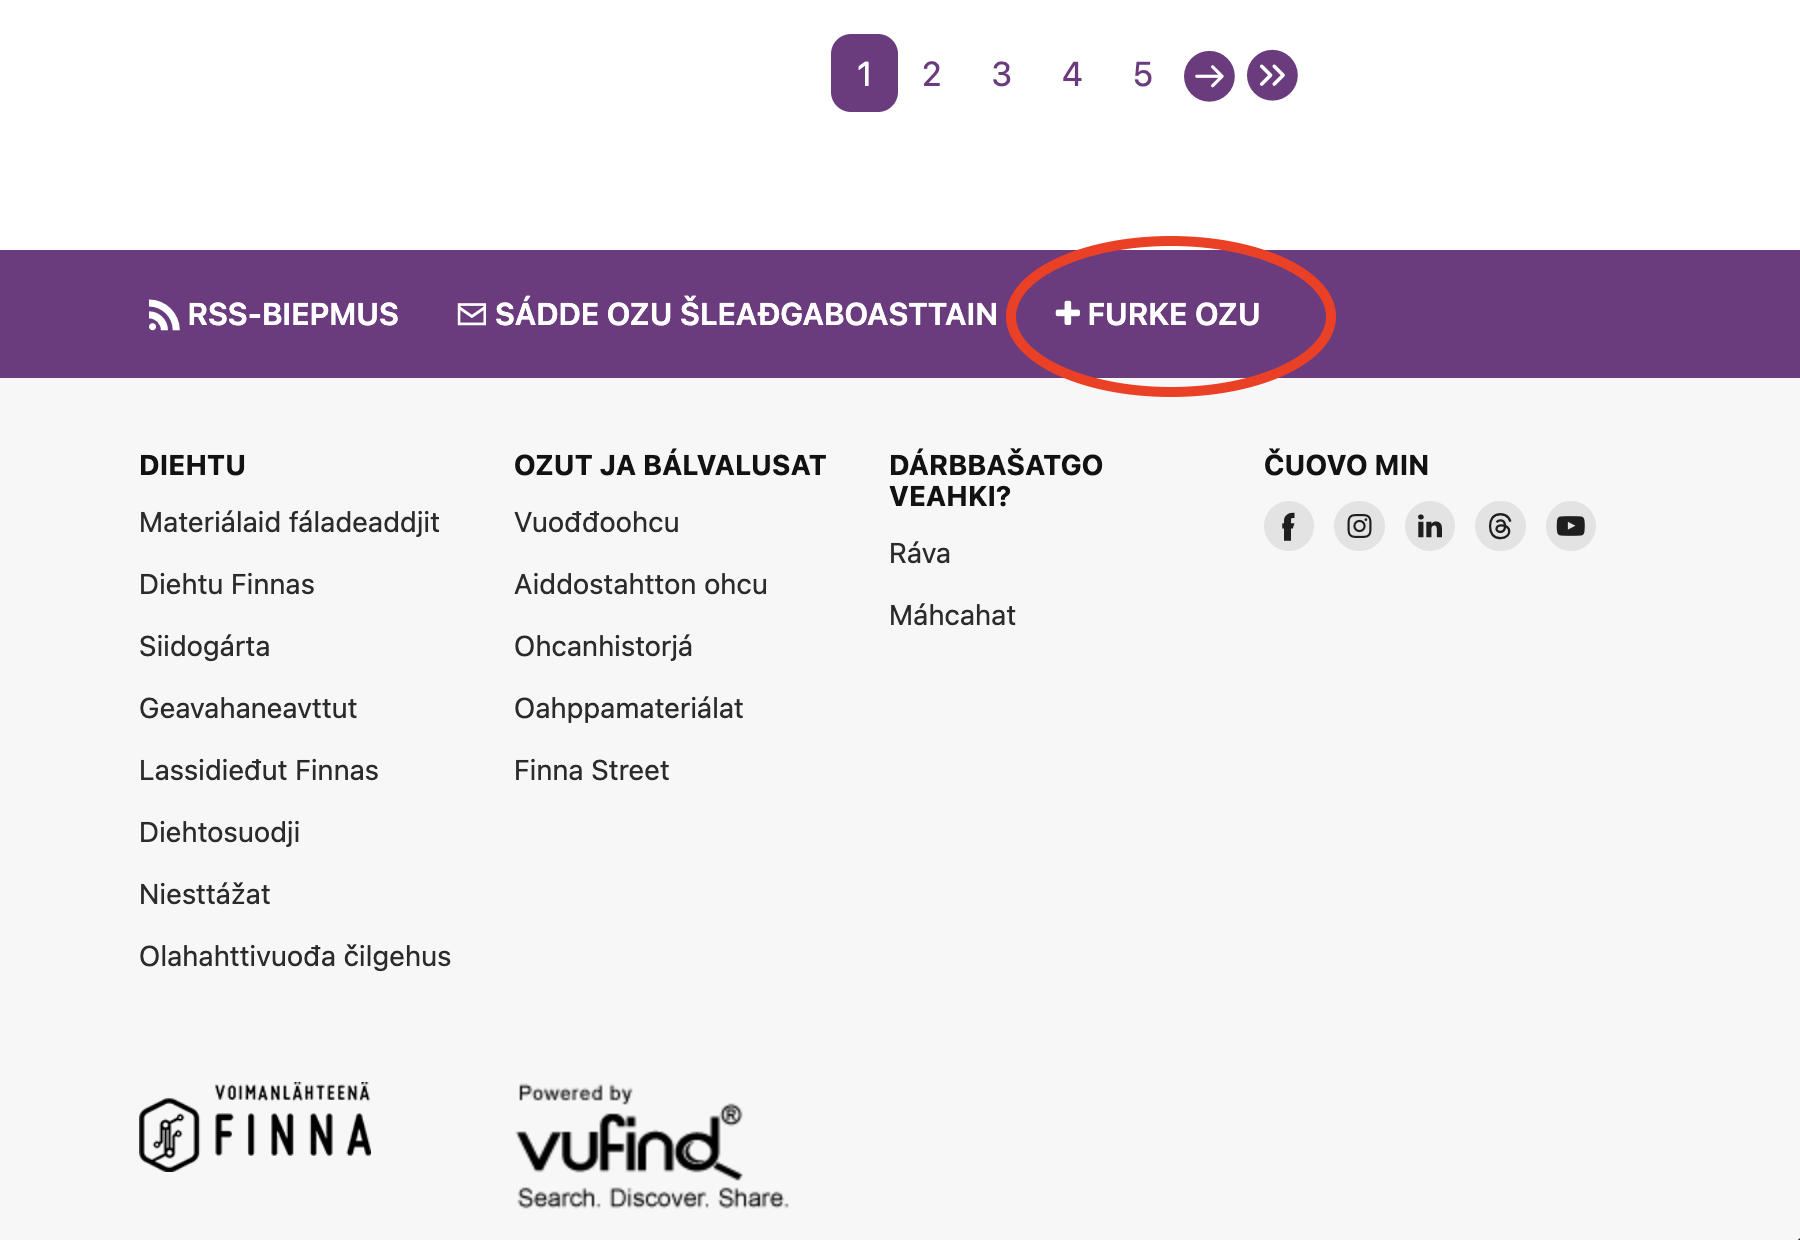 1 2 3 4 5
RSS-BIEPMUS SÁDDE OZU ŠLEAĐGABOASTTAIN FURKE OZU
DIEHTU
Materiálaid fáladeaddjit
Diehtu Finnas
Siidogárta
Geavahaneavttut
Lassidieđut Finnas
Diehtosuodji
Niesttážat
Olahahttivuođa čilgehus
OZUT JA BÁLVALUSAT
Vuođđoohcu
Aiddostahtton ohcu
Ohcanhistorjá
Oahppamateriálat
Finna Street
DÁRBBAŠATGO
VEAHKI?
Ráva
Máhcahat
ČUOVO MIN
VOIMANLÄHTEENÄ
FINNA
Powered by
vufind®
Search. Discover. Share.